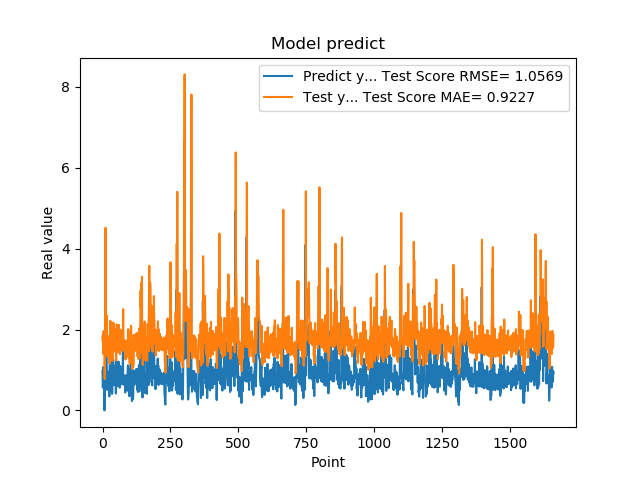 Model predict
Predict y... Test Score RMSE= 1.0569
Test y... Test Score MAE= 0.9227
8
6
4
2
0
Real value
0 250 500 750 1000 1250 1500
Point